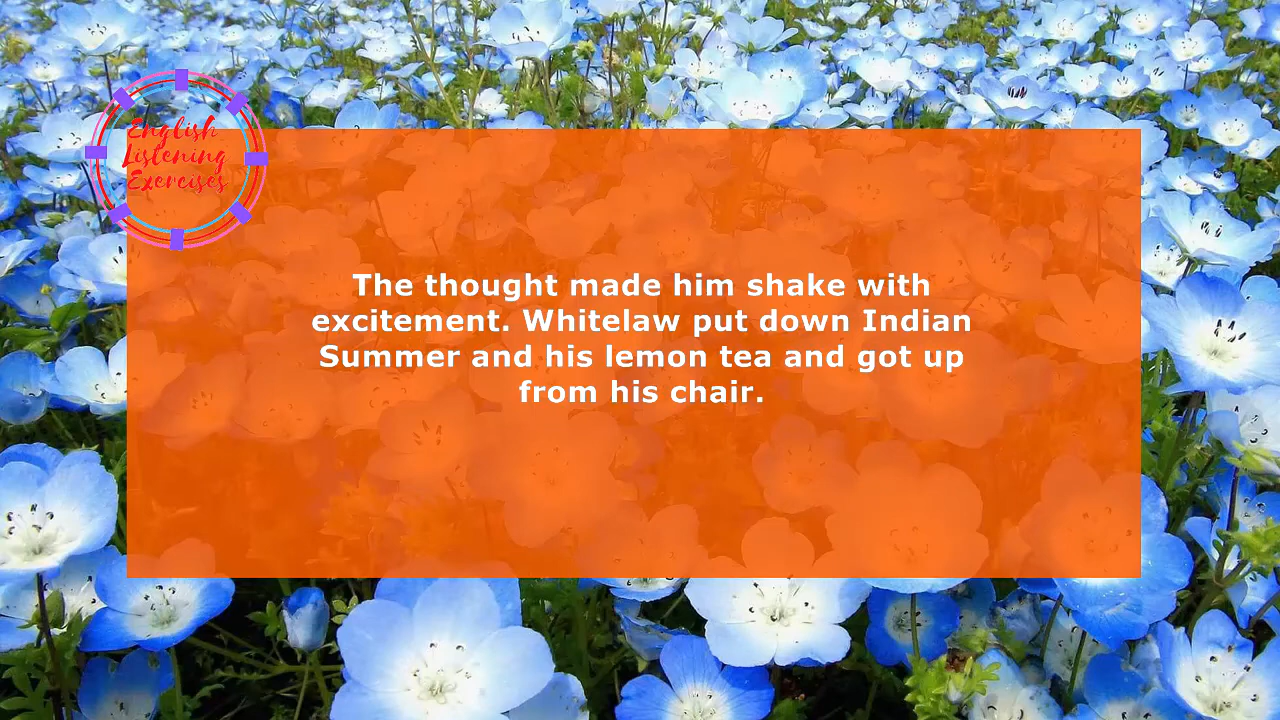 English
Listening
Exercises
The thought made him shake with
excitement. Whitelaw put down Indian
Summer and his lemon tea and got up
from his chair.